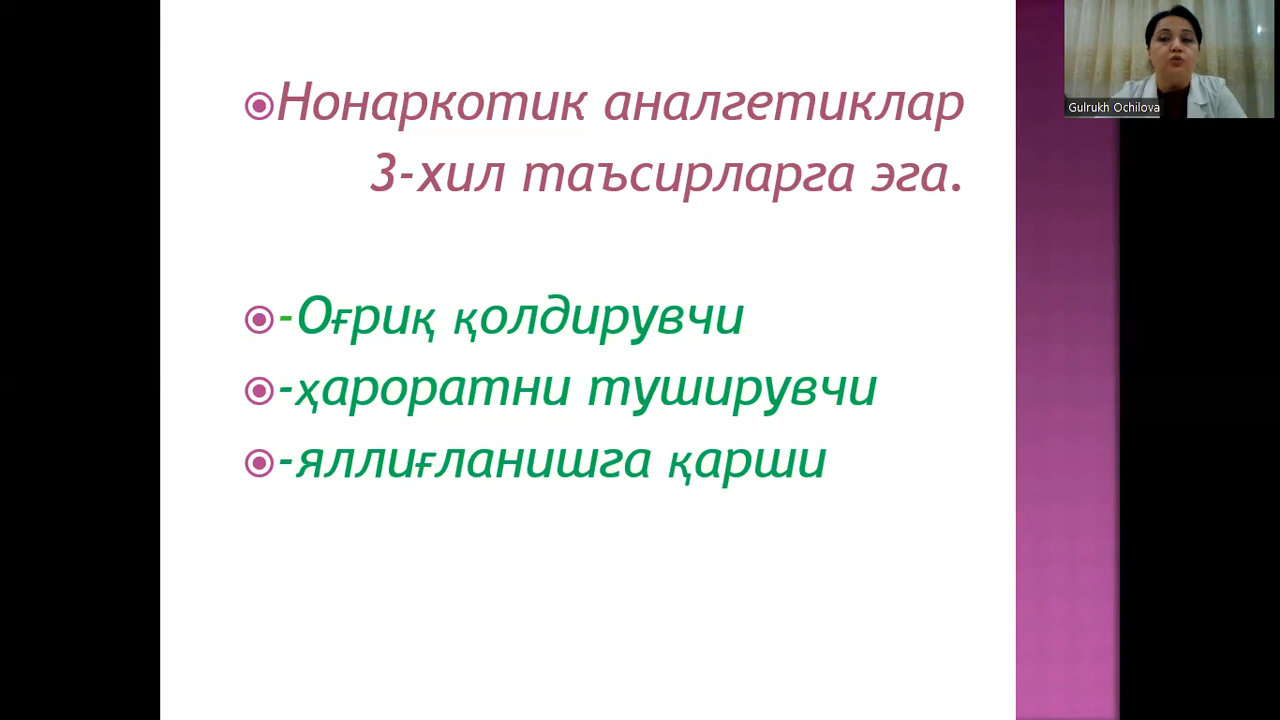 Нонаркотик аналгетиклар
3-хил таъсирларга эга.
-Оғриқ қолдирувчи
-ҳароратни туширувчи
-яллиғланишга қарши
Gulrukh Ochilova